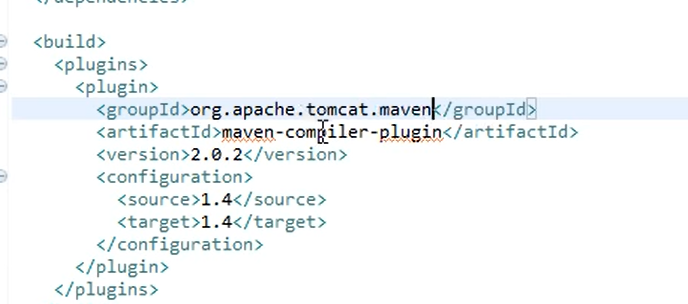 </dependencies>
<build>
<plugins>
<plugin>
<groupId>org.apache.tomcat.maven</groupId>
<artifactId>maven-compiler-plugin</artifactId>
<version>2.0.2</version>
<configuration>
<source>1.4</source>
<target>1.4</target>
</configuration>
</plugin>
</plugins>